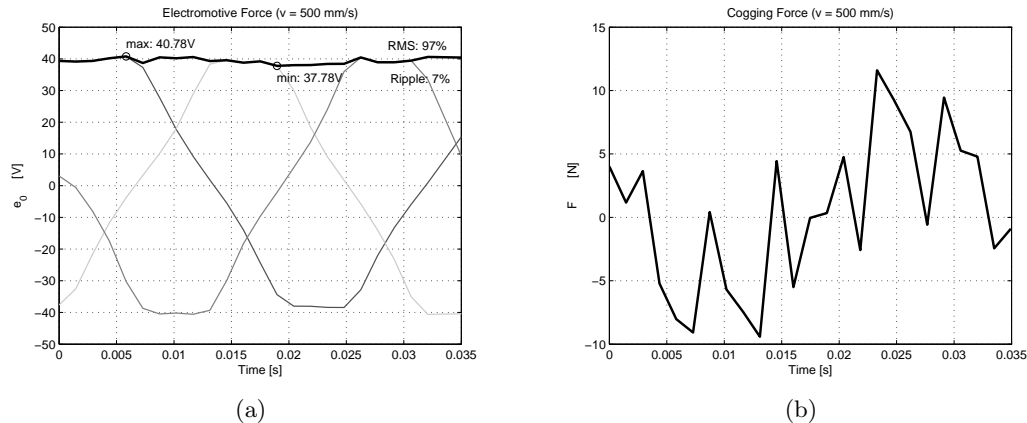 Electromotive Force (v = 500 mm/s)
50
40
30
20
10
0
−10
−20
−30
−40
−50
e0 [V]
max: 40.78V
RMS: 97%
min: 37.78V
Ripple: 7%
0 0.005 0.01 0.015 0.02 0.025 0.03 0.035
Time [s]
(a)
Cogging Force (v = 500 mm/s)
15
10
5
0
−5
−10
F [N]
0 0.005 0.01 0.015 0.02 0.025 0.03 0.035
Time [s]
(b)